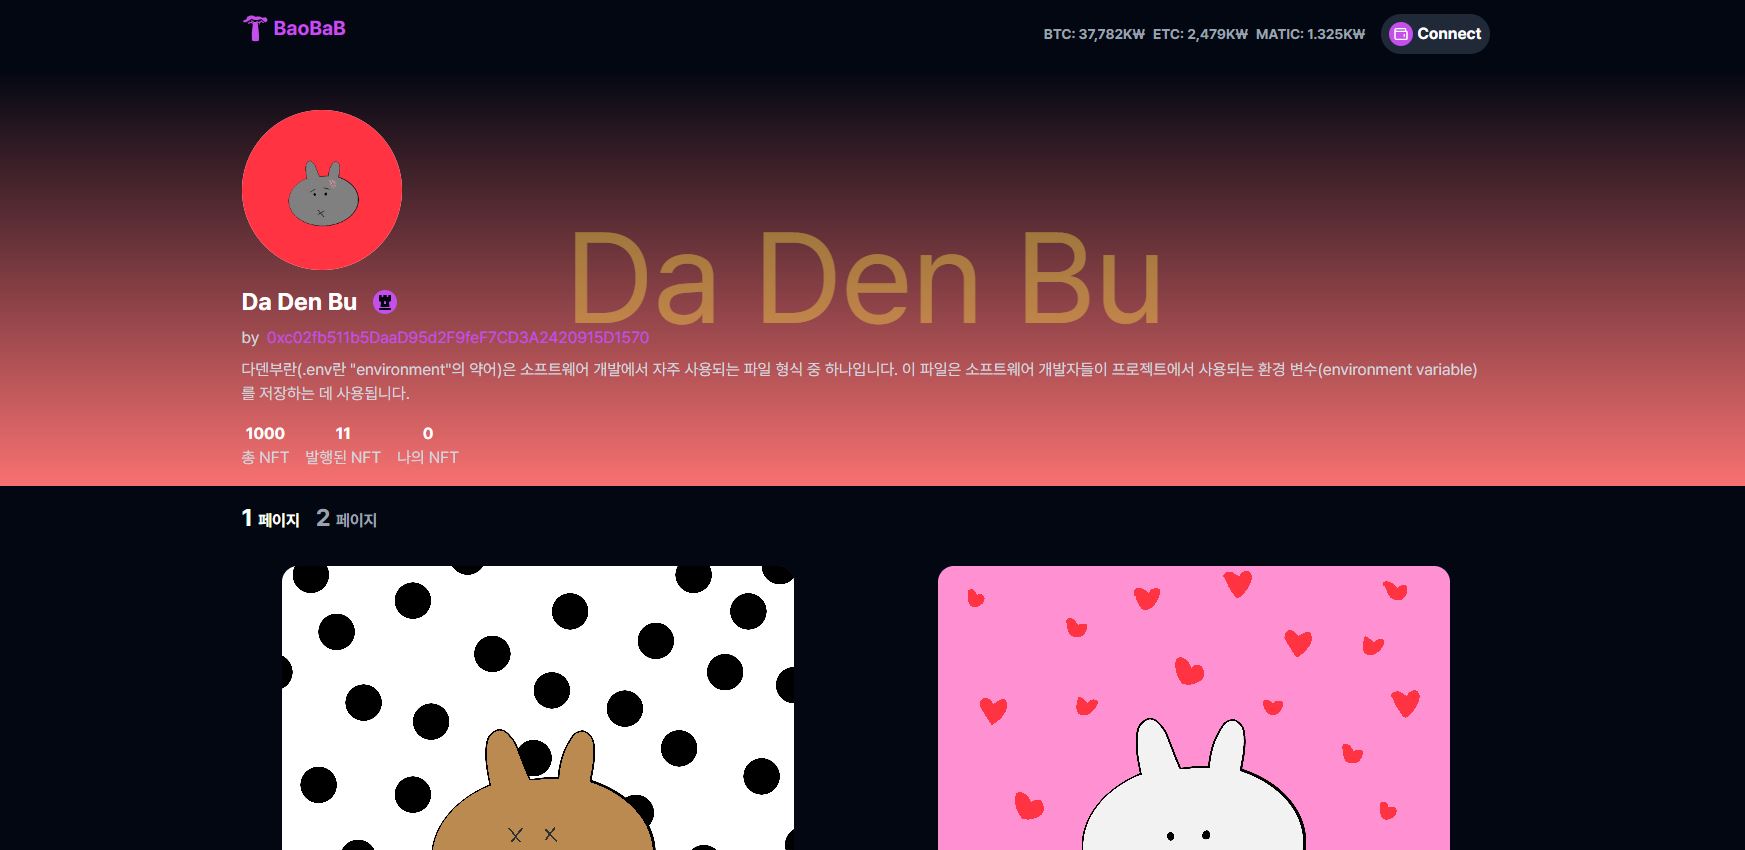 BaoBaB
BTC: 37,782K₩ ETC: 2,479K₩ MATIC: 1.325K₩
Connect
Da Den Bu
Da Den Bu
by 0xc02fb511b5DaaD95d2F9feF7CD3A2420915D1570
다덴부란(.env란 "environment"의 약어)은 소프트웨어 개발에서 자주 사용되는 파일 형식 중 하나입니다. 이 파일은 소프트웨어 개발자들이 프로젝트에서 사용되는 환경 변수(environment variable)
를 저장하는 데 사용됩니다.
1000 11 0
총 NFT 발행된 NFT 나의 NFT
1 페이지 2 페이지